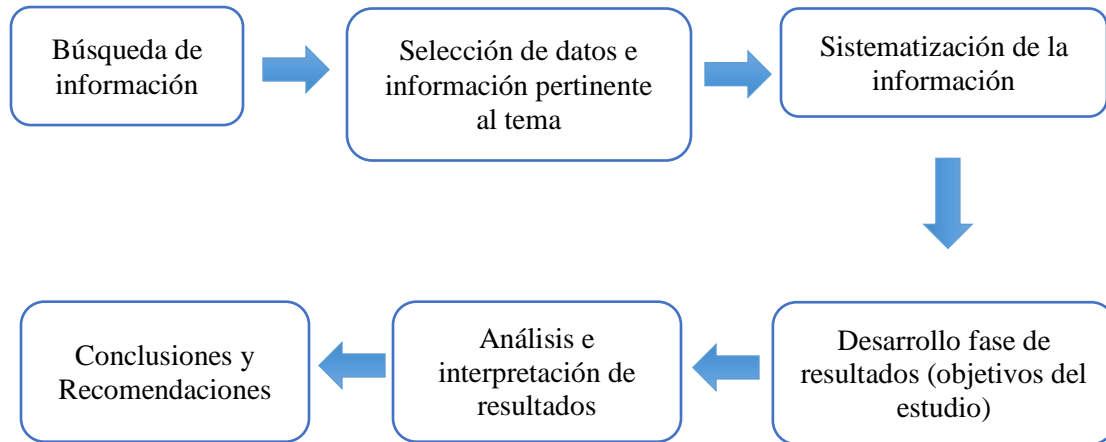 Búsqueda de
información
Selección de datos e
información pertinente
al tema
Sistematización de la
información
Desarrollo fase de
resultados (objetivos del
estudio)
Análisis e
interpretación de
resultados
Conclusiones y
Recomendaciones